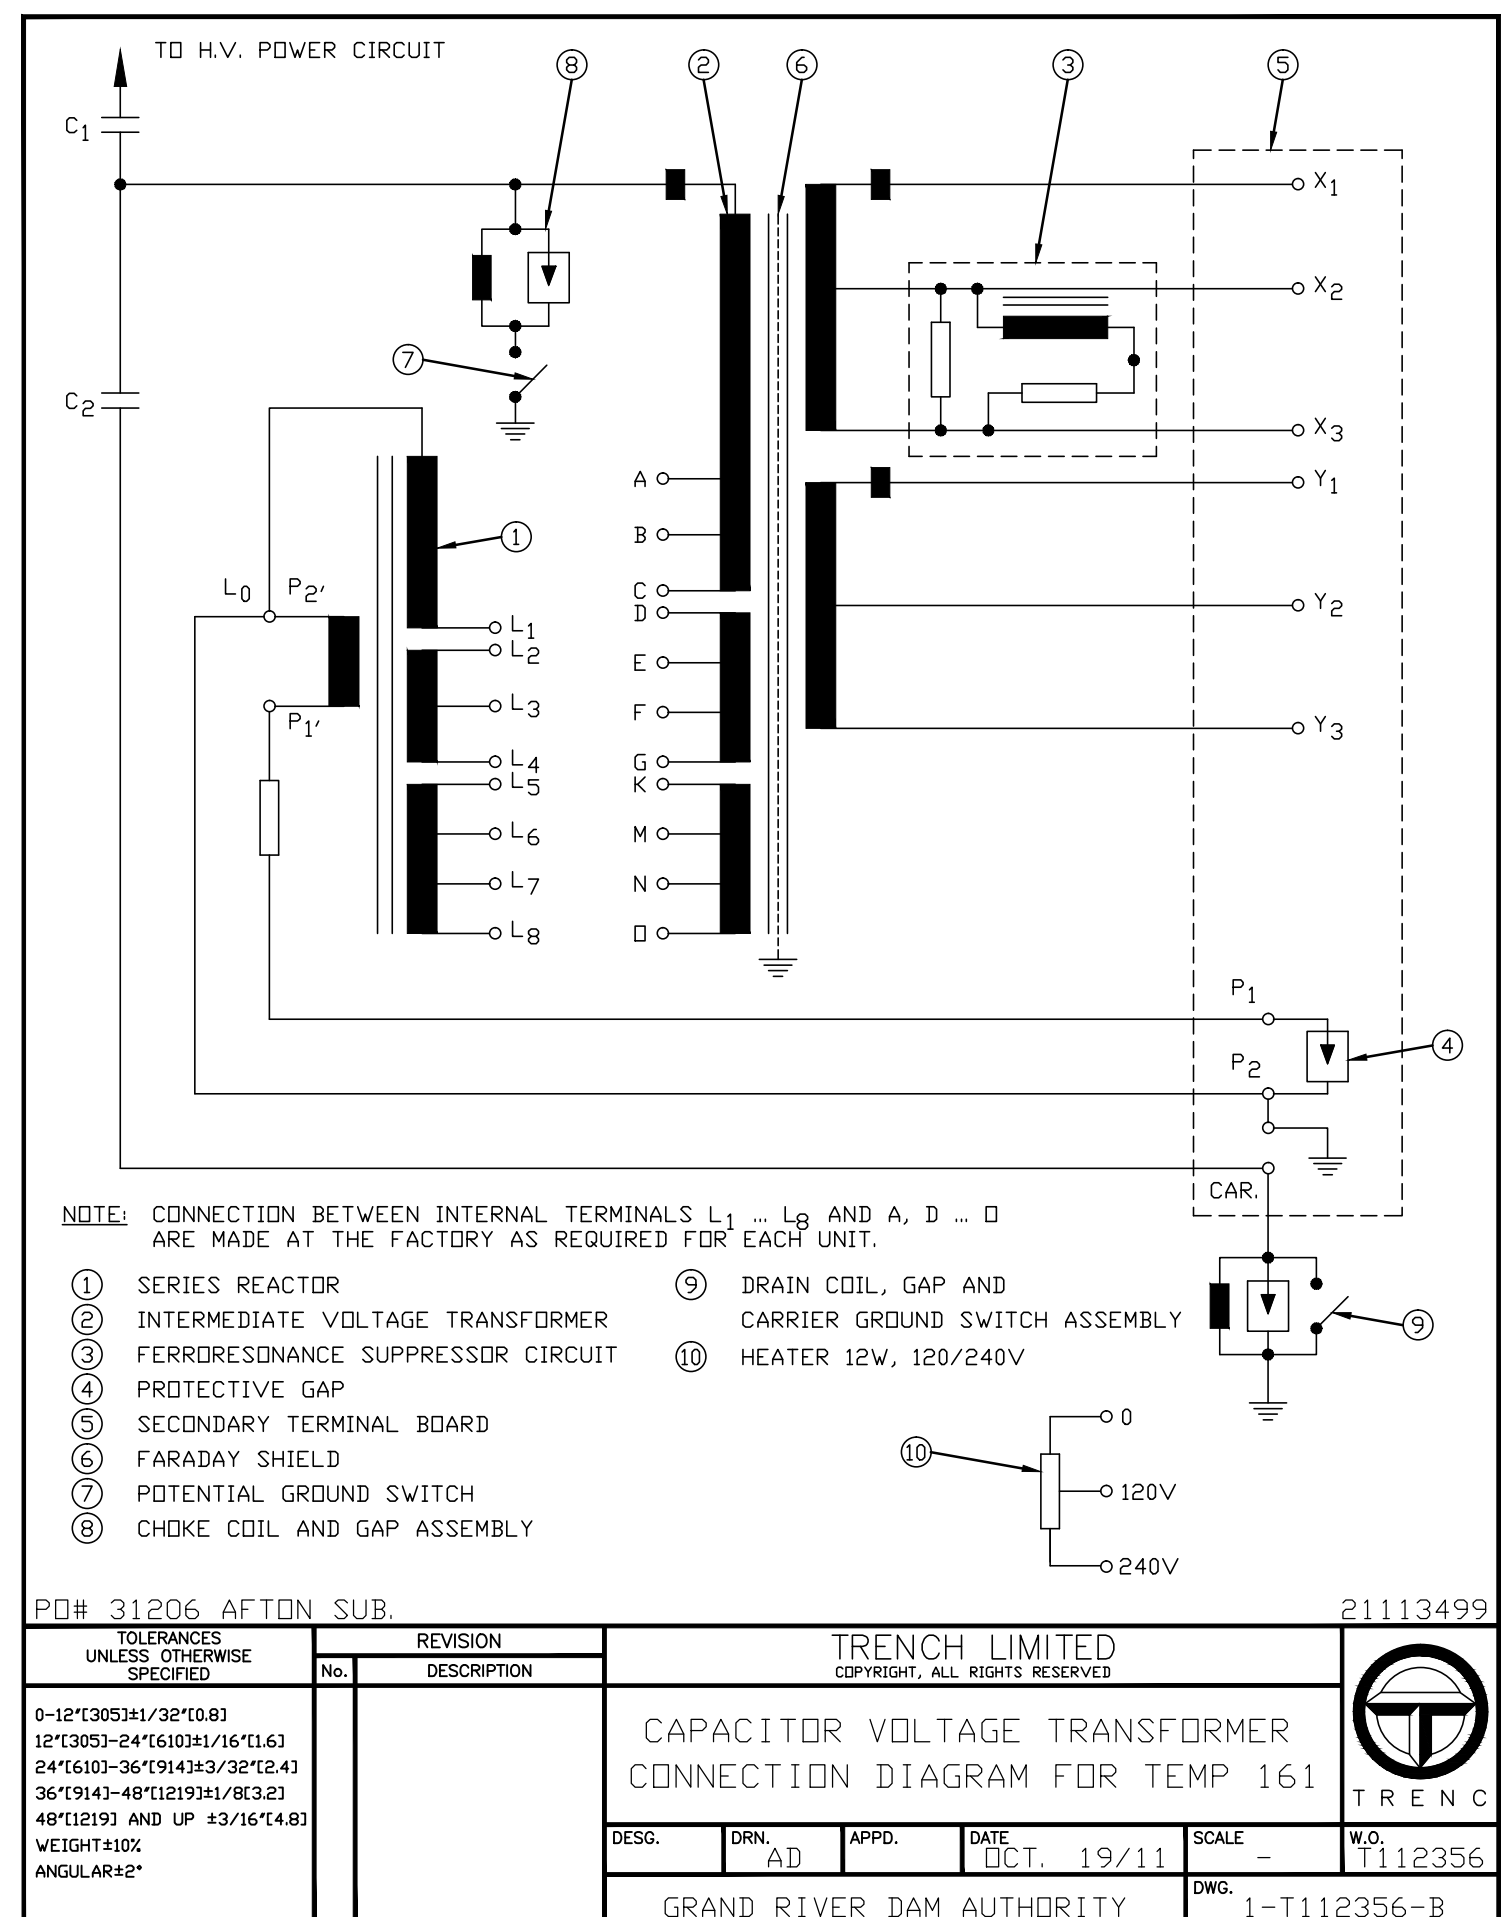 TO H.V. POWER CIRCUIT
8
2
6
3
5
C1
X1
X2
7
C2
X3
A
Y1
B
1
C
L0 P2'
D
L1
L2
Y2
E
L3
F
P1'
Y3
L4
G
L5
K
L6
M
L7
N
L8
O
P1
4
P2
CAR.
NOTE: CONNECTION BETWEEN INTERNAL TERMINALS L1 ... L8 AND A, D ... O
ARE MADE AT THE FACTORY AS REQUIRED FOR EACH UNIT.
1 SERIES REACTOR
2 INTERMEDIATE VOLTAGE TRANSFORMER
3 FERRORESONANCE SUPPRESSOR CIRCUIT
4 PROTECTIVE GAP
5 SECONDARY TERMINAL BOARD
6 FARADAY SHIELD
7 POTENTIAL GROUND SWITCH
8 CHOKE COIL AND GAP ASSEMBLY
9 DRAIN COIL, GAP AND
CARRIER GROUND SWITCH ASSEMBLY
10 HEATER 12W, 120/240V
9
0
10
120V
240V
PO# 31206 AFTON SUB.
21113499
TOLERANCES
UNLESS OTHERWISE
SPECIFIED
0-12"[305]±1/32"[0.8]
12"[305]-24"[610]±1/16"[1.6]
24"[610]-36"[914]±3/32"[2.4]
36"[914]-48"[1219]±1/8[3.2]
48"[1219] AND UP ±3/16"[4.8]
WEIGHT±10%
ANGULAR±2°
REVISION
No. DESCRIPTION
TRENCH LIMITED
COPYRIGHT, ALL RIGHTS RESERVED
CAPACITOR VOLTAGE TRANSFORMER
CONNECTION DIAGRAM FOR TEMP 161
TRENC
DESG.
DRN. AD
APPD.
DATE OCT. 19/11
SCALE -
W.O. T112356
GRAND RIVER DAM AUTHORITY
DWG. 1-T112356-B